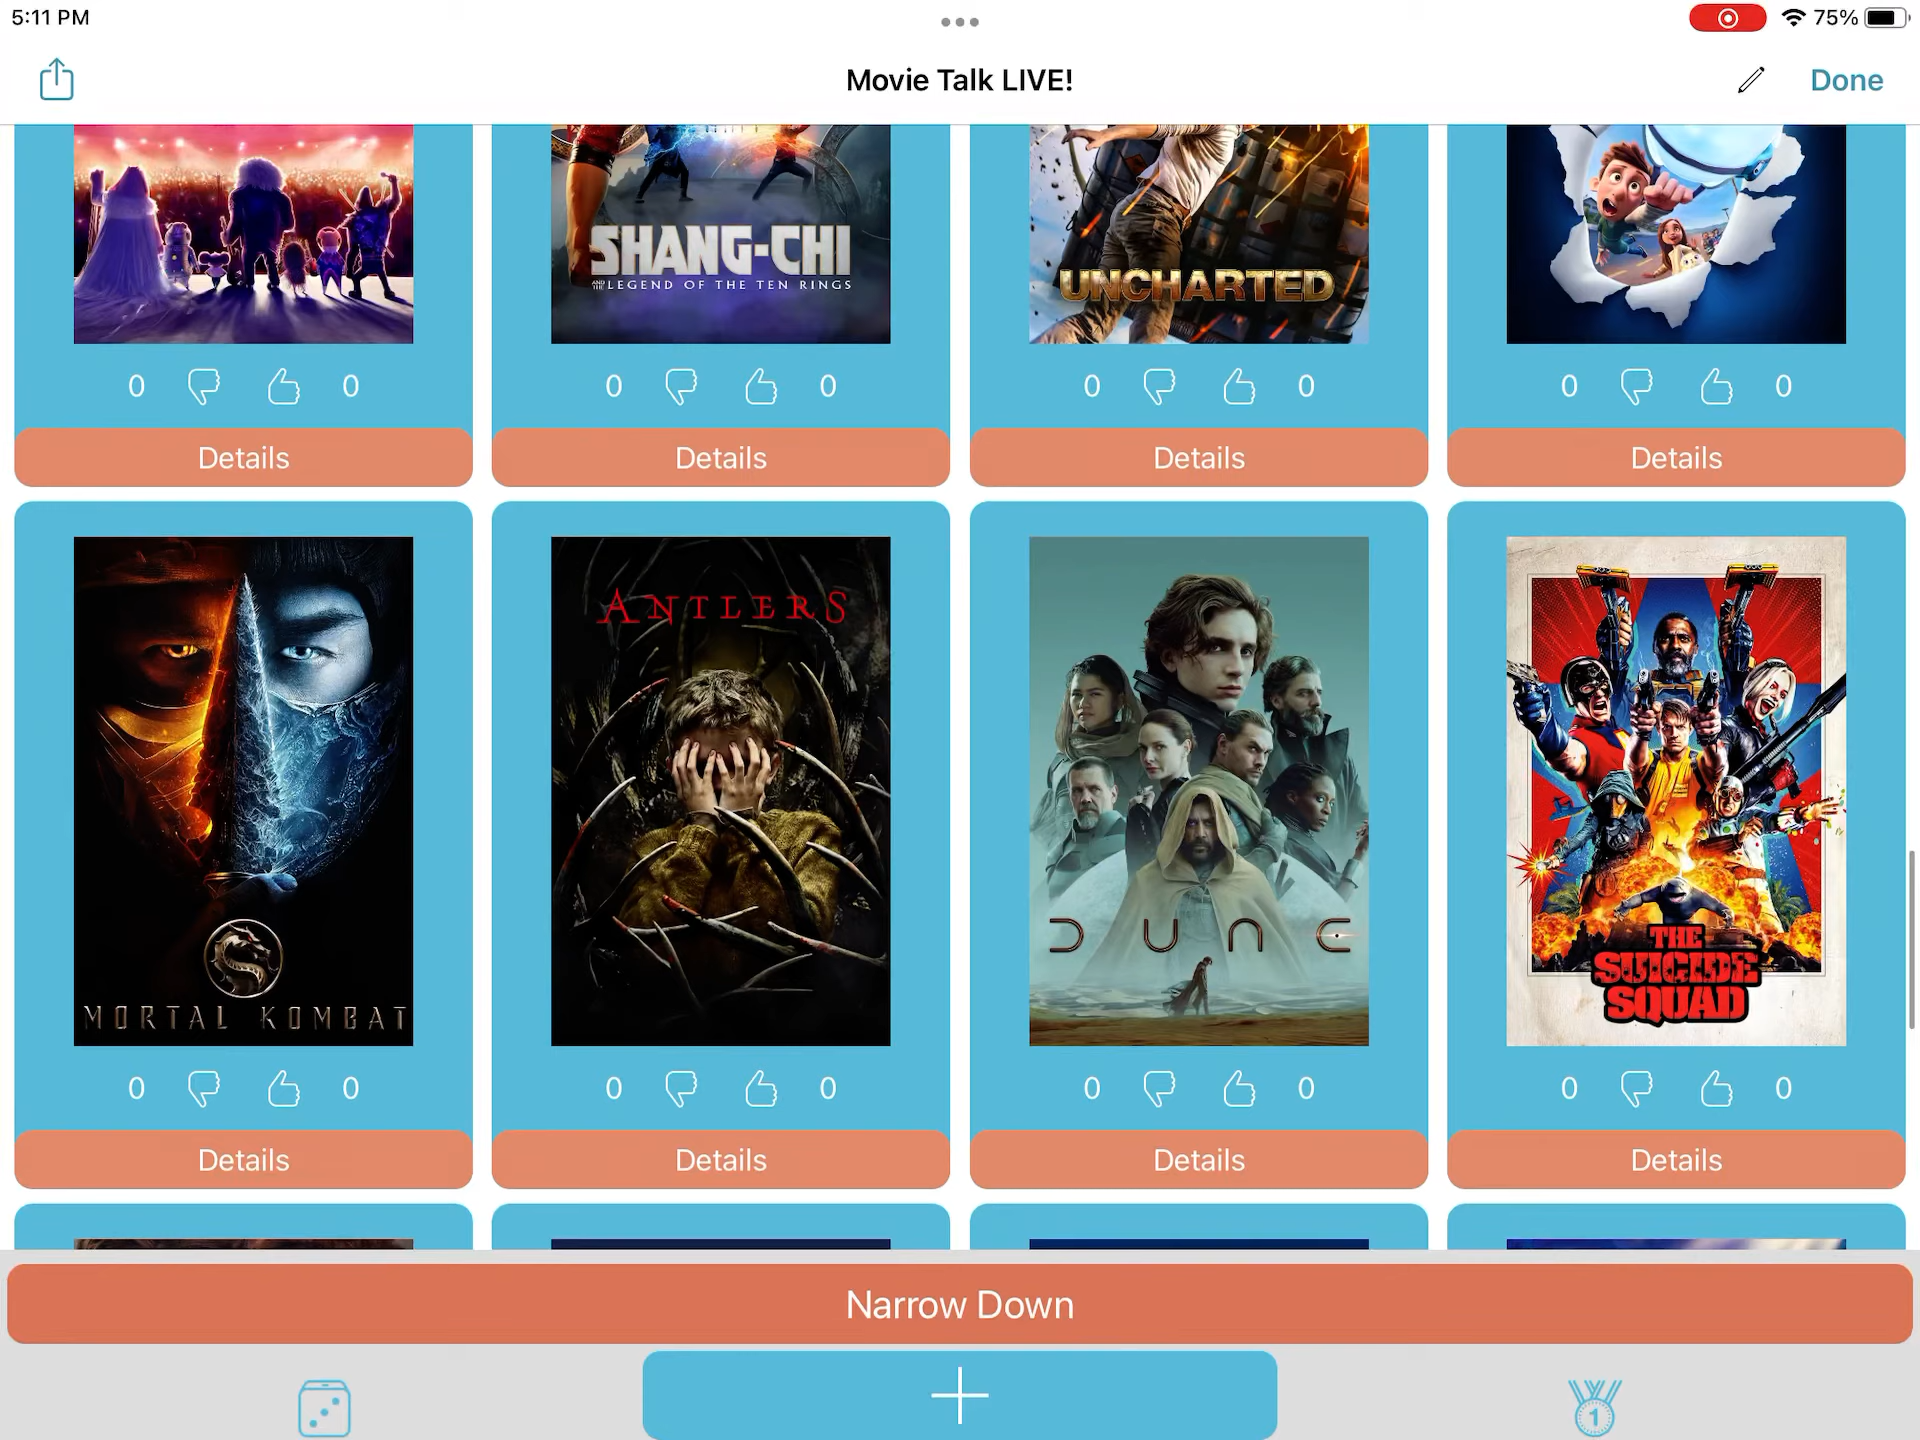 5:11 PM
75%
Movie Talk LIVE!
Done
SHANG-CHI
AND THE LEGEND OF THE TEN RINGS
UNCHARTED
0 0
0 0
0 0
0 0
Details
Details
Details
Details
MORTAL KOMBAT
ANTLERS
DUNE
THE
SUICIDE
SQUAD
0 0
0 0
0 0
0 0
Details
Details
Details
Details
Narrow Down
1